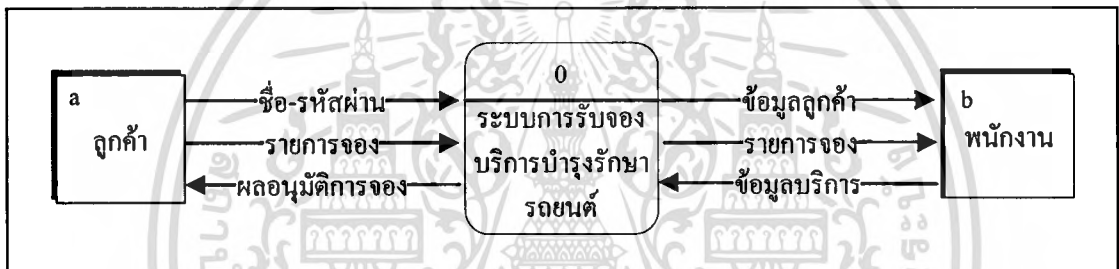 a
ลูกค้า
ชื่อ-รหัสผ่าน
รายการจอง
ผลอนุมัติการจอง
0
ระบบการรับจอง
บริการบำรุงรักษา
รถยนต์
ข้อมูลลูกค้า
รายการจอง
ข้อมูลบริการ
b
พนักงาน